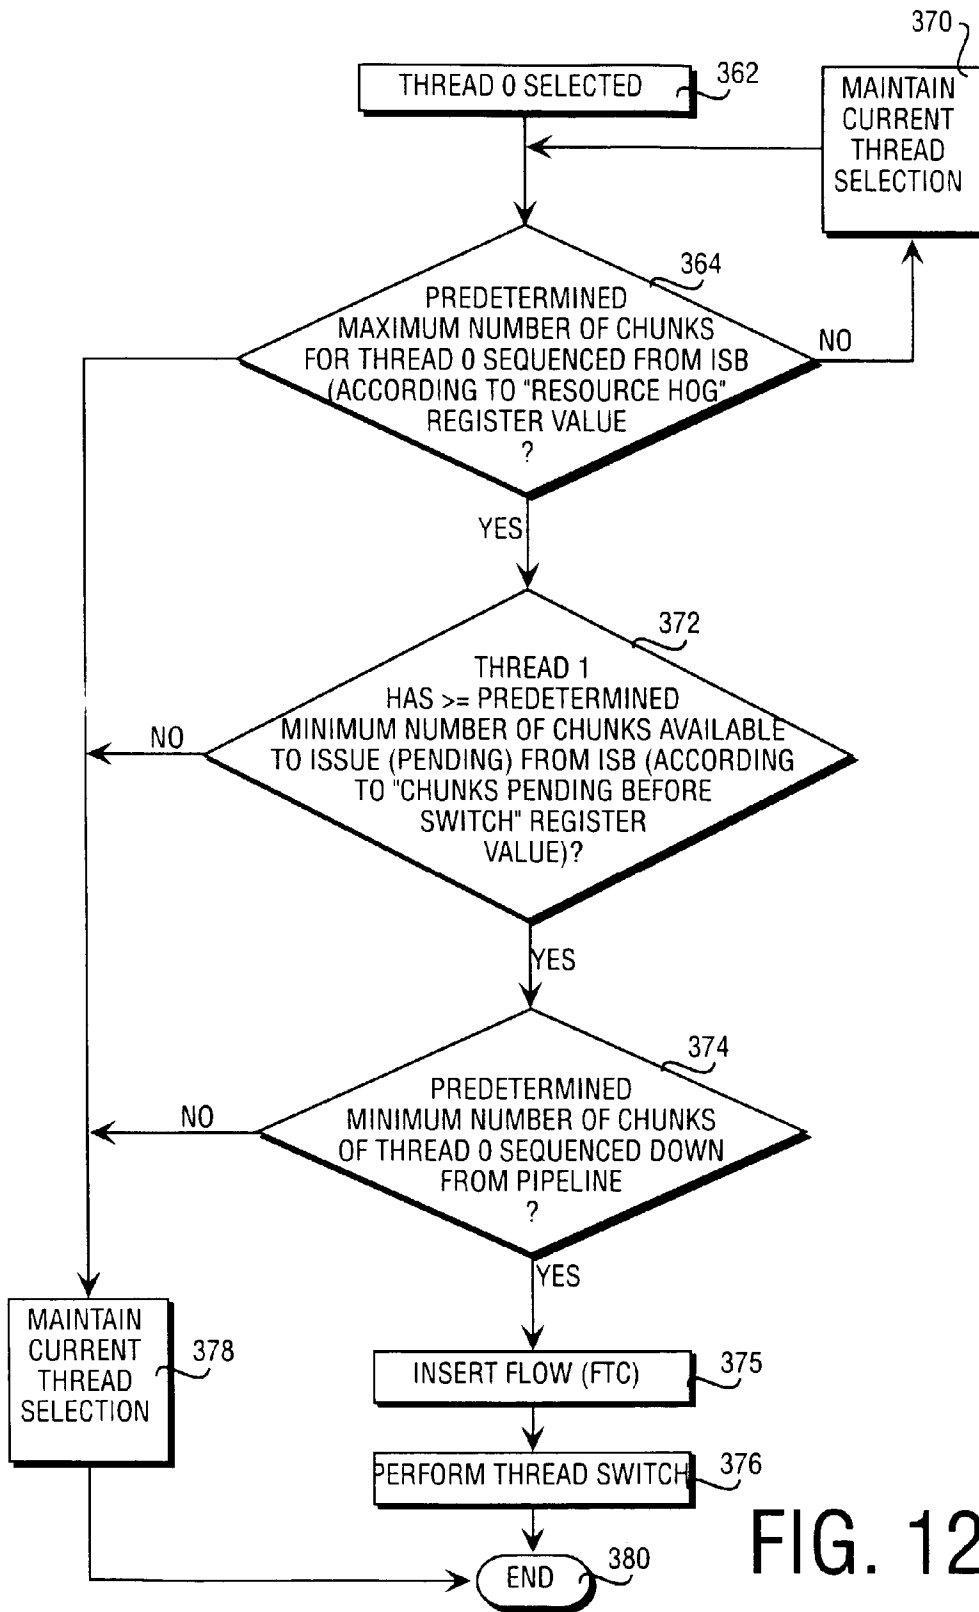 370
THREAD 0 SELECTED
362
MAINTAIN
CURRENT
THREAD
SELECTION
364
PREDETERMINED
MAXIMUM NUMBER OF CHUNKS
FOR THREAD 0 SEQUENCED FROM ISB
(ACCORDING TO "RESOURCE HOG"
REGISTER VALUE
?
NO
YES
372
THREAD 1
HAS >= PREDETERMINED
MINIMUM NUMBER OF CHUNKS AVAILABLE
TO ISSUE (PENDING) FROM ISB (ACCORDING
TO "CHUNKS PENDING BEFORE
SWITCH" REGISTER
VALUE)?
NO
YES
374
PREDETERMINED
MINIMUM NUMBER OF CHUNKS
OF THREAD 0 SEQUENCED DOWN
FROM PIPELINE
?
NO
YES
MAINTAIN
CURRENT
THREAD
SELECTION
378
INSERT FLOW (FTC)
375
PERFORM THREAD SWITCH
376
END
380
FIG. 12